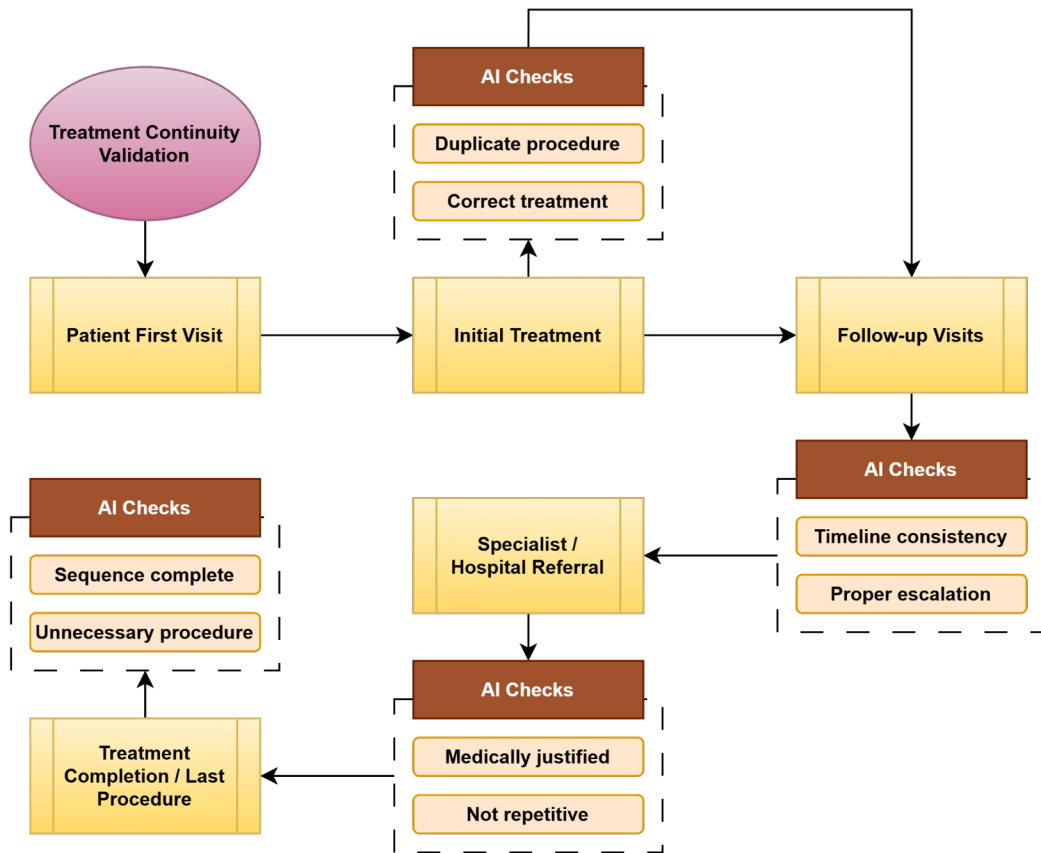 Treatment Continuity
Validation
AI Checks
Duplicate procedure
Correct treatment
Patient First Visit
Initial Treatment
Follow-up Visits
AI Checks
Timeline consistency
Proper escalation
Specialist /
Hospital Referral
AI Checks
Medically justified
Not repetitive
Treatment
Completion / Last
Procedure
AI Checks
Sequence complete
Unnecessary procedure